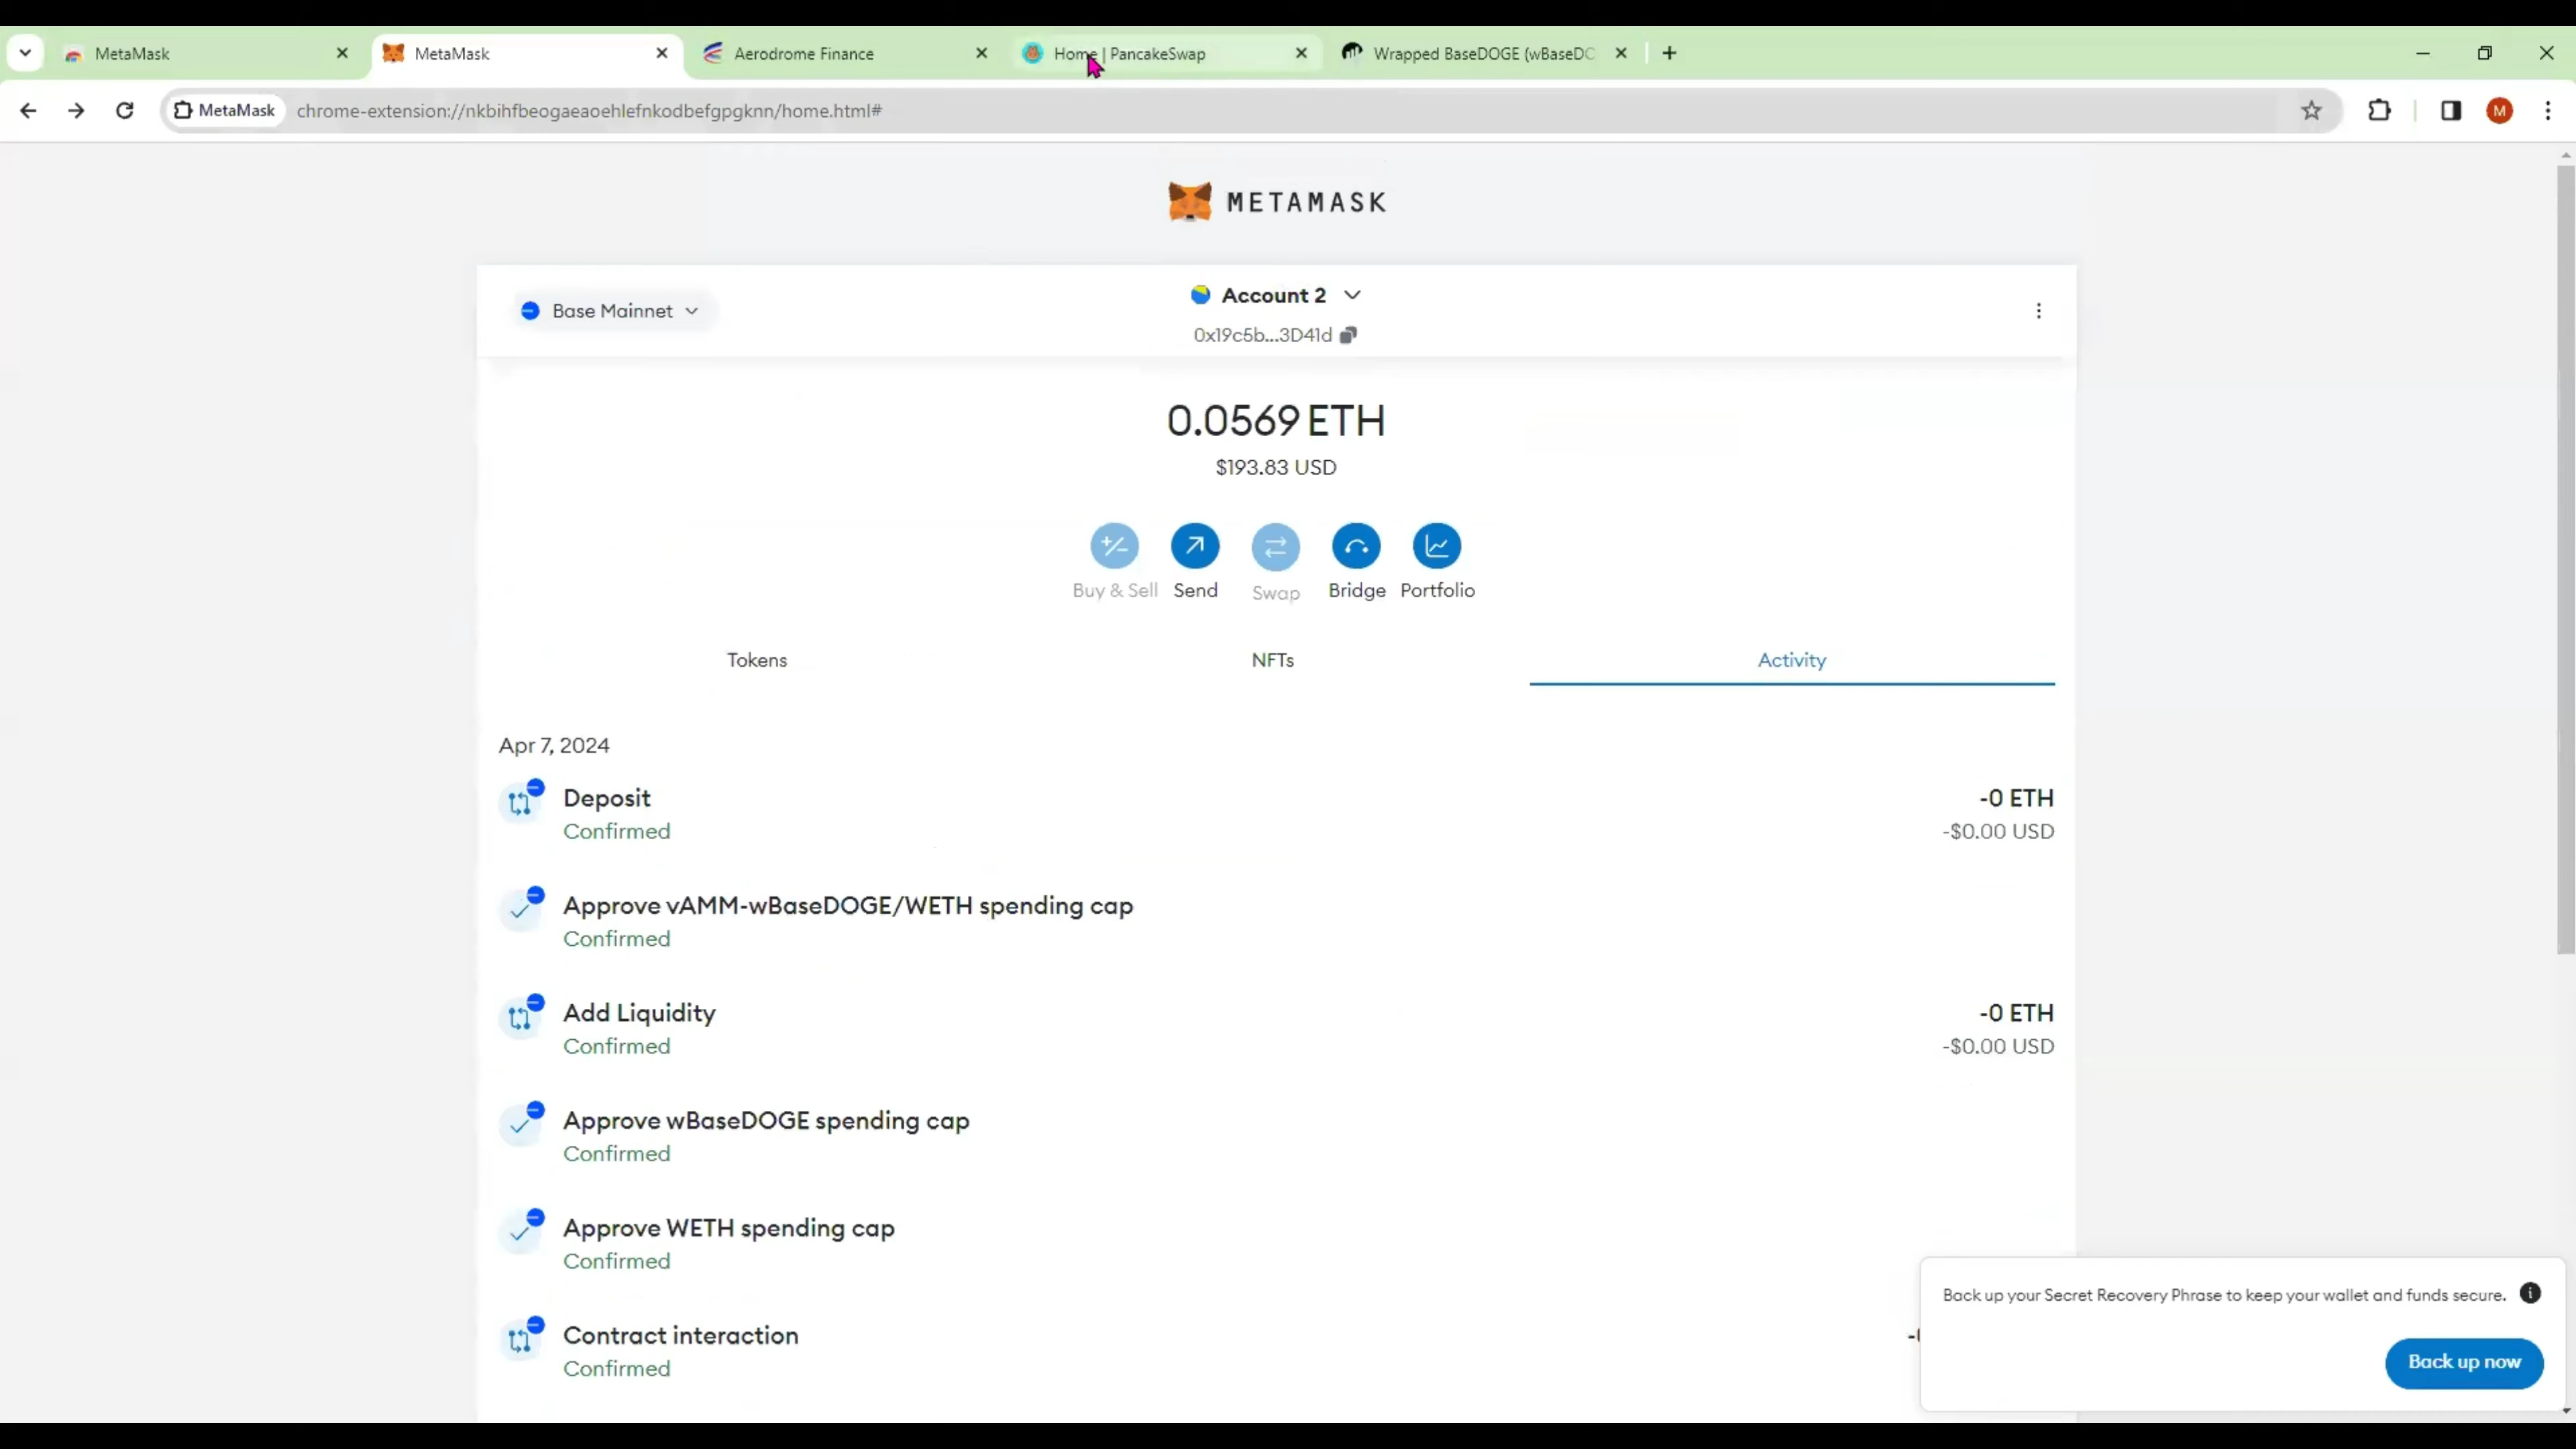 MetaMask
MetaMask
Aerodrome Finance
Home | PancakeSwap
Wrapped BaseDOGE (wBaseDO
MetaMask
chrome-extension://nkbihfbeogaeaoehlefnkodbefgpgknn/home.html#
M
METAMASK
Base Mainnet
Account 2
0x19c5b...3D41d
0.0569 ETH
$193.83 USD
Buy & Sell
Send
Swap
Bridge
Portfolio
Tokens
NFTs
Activity
Apr 7, 2024
Deposit
-0 ETH
Confirmed
-$0.00 USD
Approve vAMM-wBaseDOGE/WETH spending cap
Confirmed
Add Liquidity
-0 ETH
Confirmed
-$0.00 USD
Approve wBaseDOGE spending cap
Confirmed
Approve WETH spending cap
Confirmed
Contract interaction
Confirmed
Back up your Secret Recovery Phrase to keep your wallet and funds secure.
Back up now